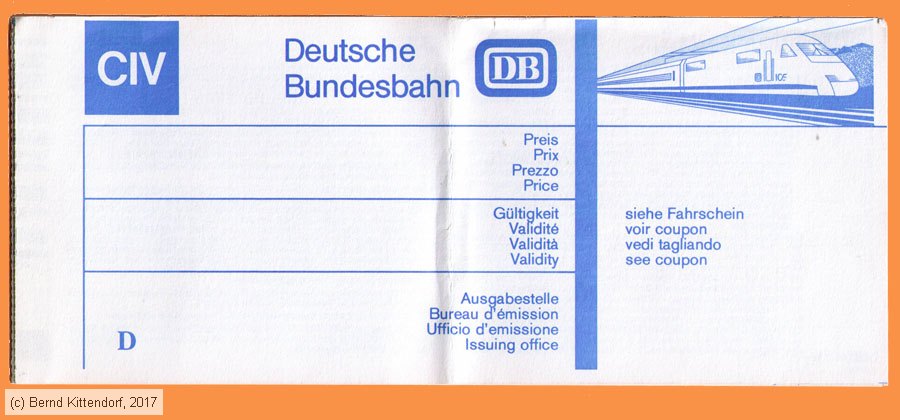 CIV
Deutsche
Bundesbahn
DB
ICE
Preis
Prix
Prezzo
Price
Gültigkeit
Validité
Validità
Validity
siehe Fahrschein
voir coupon
vedi tagliando
see coupon
Ausgabestelle
Bureau d'émission
Ufficio d'emissione
Issuing office
D
(c) Bernd Kittendorf, 2017